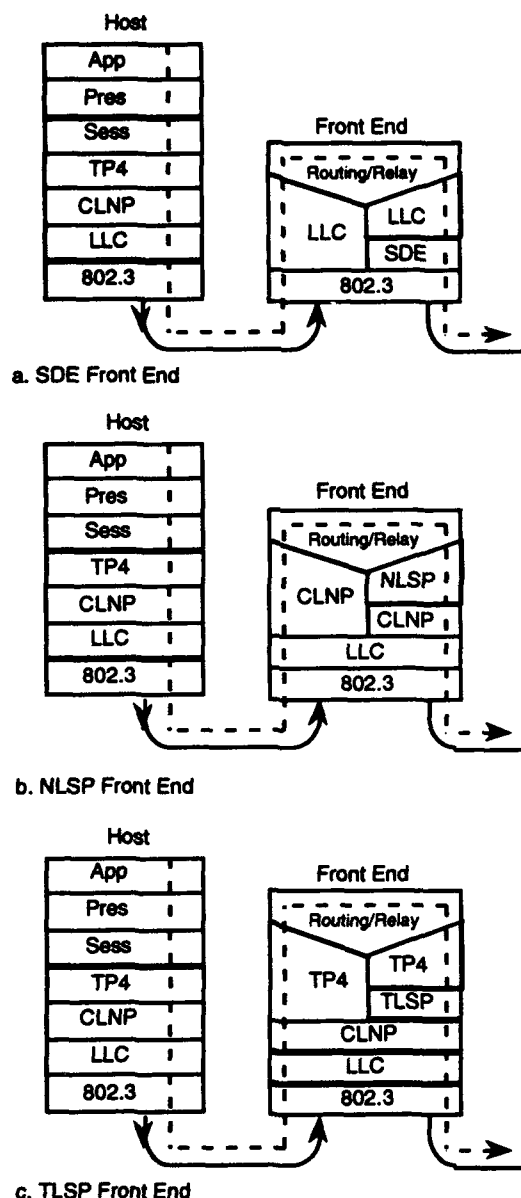 Host
App
Pres
Sess
TP4
CLNP
LLC
802.3
Front End
Routing/Relay
LLC
LLC
SDE
802.3
a. SDE Front End
Host
App
Pres
Sess
TP4
CLNP
LLC
802.3
Front End
Routing/Relay
CLNP
NLSP
CLNP
LLC
802.3
b. NLSP Front End
Host
App
Pres
Sess
TP4
CLNP
LLC
802.3
Front End
Routing/Relay
TP4
TP4
TLSP
CLNP
LLC
802.3
c. TLSP Front End